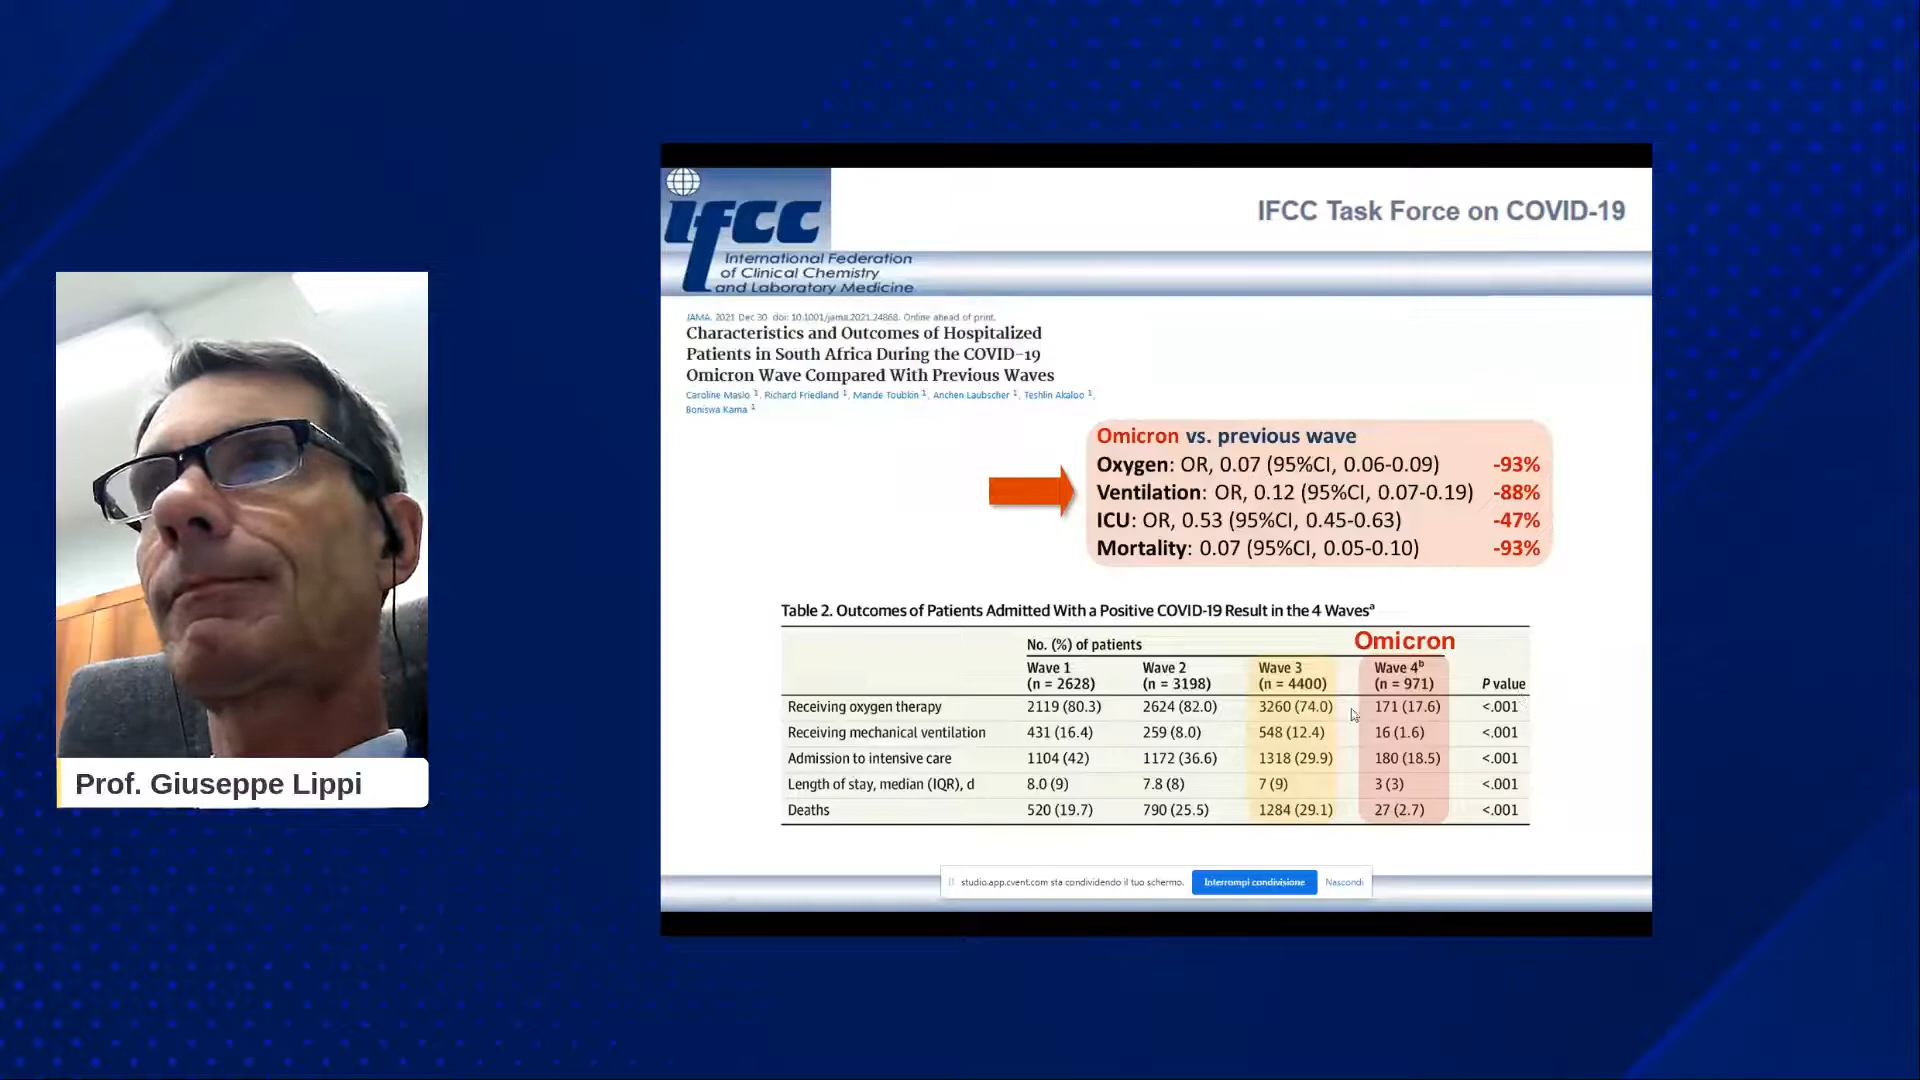 Prof. Giuseppe Lippi
ifcc
International Federation
of Clinical Chemistry
and Laboratory Medicine
IFCC Task Force on COVID-19
JAMA. 2021 Dec 30. doi: 10.1001/jama.2021.24868. Online ahead of print.
Characteristics and Outcomes of Hospitalized
Patients in South Africa During the COVID-19
Omicron Wave Compared With Previous Waves
Caroline Maslo 1, Richard Friedland 1, Mande Toubkin 1, Anchen Laubscher 1, Teshlin Akaloo 1,
Boniswa Kama 1
Omicron vs. previous wave
Oxygen: OR, 0.07 (95%CI, 0.06-0.09) -93%
Ventilation: OR, 0.12 (95%CI, 0.07-0.19) -88%
ICU: OR, 0.53 (95%CI, 0.45-0.63) -47%
Mortality: 0.07 (95%CI, 0.05-0.10) -93%
Table 2. Outcomes of Patients Admitted With a Positive COVID-19 Result in the 4 Wavesa
No. (%) of patients Omicron
Wave 1 Wave 2 Wave 3 Wave 4b
(n = 2628) (n = 3198) (n = 4400) (n = 971) P value
Receiving oxygen therapy 2119 (80.3) 2624 (82.0) 3260 (74.0) 171 (17.6) <.001
Receiving mechanical ventilation 431 (16.4) 259 (8.0) 548 (12.4) 16 (1.6) <.001
Admission to intensive care 1104 (42) 1172 (36.6) 1318 (29.9) 180 (18.5) <.001
Length of stay, median (IQR), d 8.0 (9) 7.8 (8) 7 (9) 3 (3) <.001
Deaths 520 (19.7) 790 (25.5) 1284 (29.1) 27 (2.7) <.001
studio.app.cvent.com sta condividendo il tuo schermo. Interrompi condivisione Nascondi